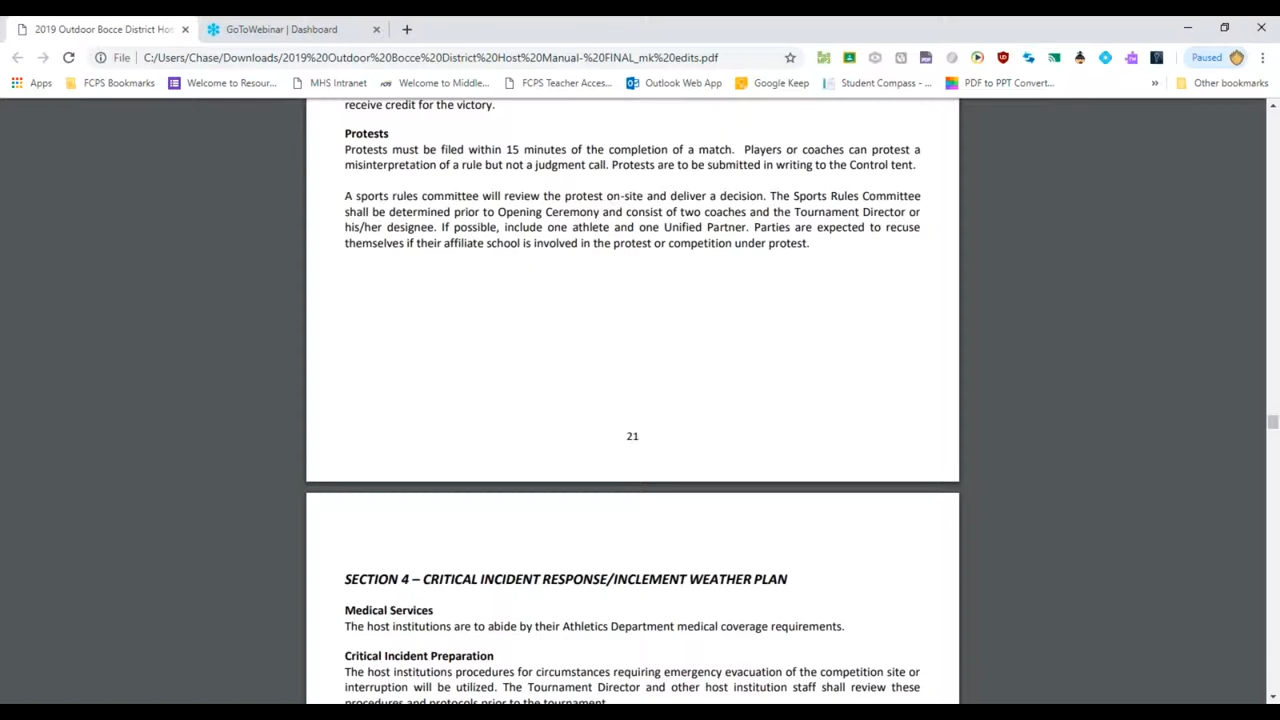 2019 Outdoor Bocce District Hos
GoToWebinar | Dashboard
File
C:/Users/Chase/Downloads/2019%20Outdoor%20Bocce%20District%20Host%20Manual-%20FINAL_mk%20edits.pdf
Paused
Apps
FCPS Bookmarks
Welcome to Resour...
MHS Intranet
Welcome to Middle...
FCPS Teacher Acces...
Outlook Web App
Google Keep
Student Compass - ...
PDF to PPT Convert...
»
Other bookmarks
receive credit for the victory.
Protests
Protests must be filed within 15 minutes of the completion of a match. Players or coaches can protest a
misinterpretation of a rule but not a judgment call. Protests are to be submitted in writing to the Control tent.
A sports rules committee will review the protest on-site and deliver a decision. The Sports Rules Committee
shall be determined prior to Opening Ceremony and consist of two coaches and the Tournament Director or
his/her designee. If possible, include one athlete and one Unified Partner. Parties are expected to recuse
themselves if their affiliate school is involved in the protest or competition under protest.
21
SECTION 4 – CRITICAL INCIDENT RESPONSE/INCLEMENT WEATHER PLAN
Medical Services
The host institutions are to abide by their Athletics Department medical coverage requirements.
Critical Incident Preparation
The host institutions procedures for circumstances requiring emergency evacuation of the competition site or
interruption will be utilized. The Tournament Director and other host institution staff shall review these
procedures and protocols prior to the tournament.